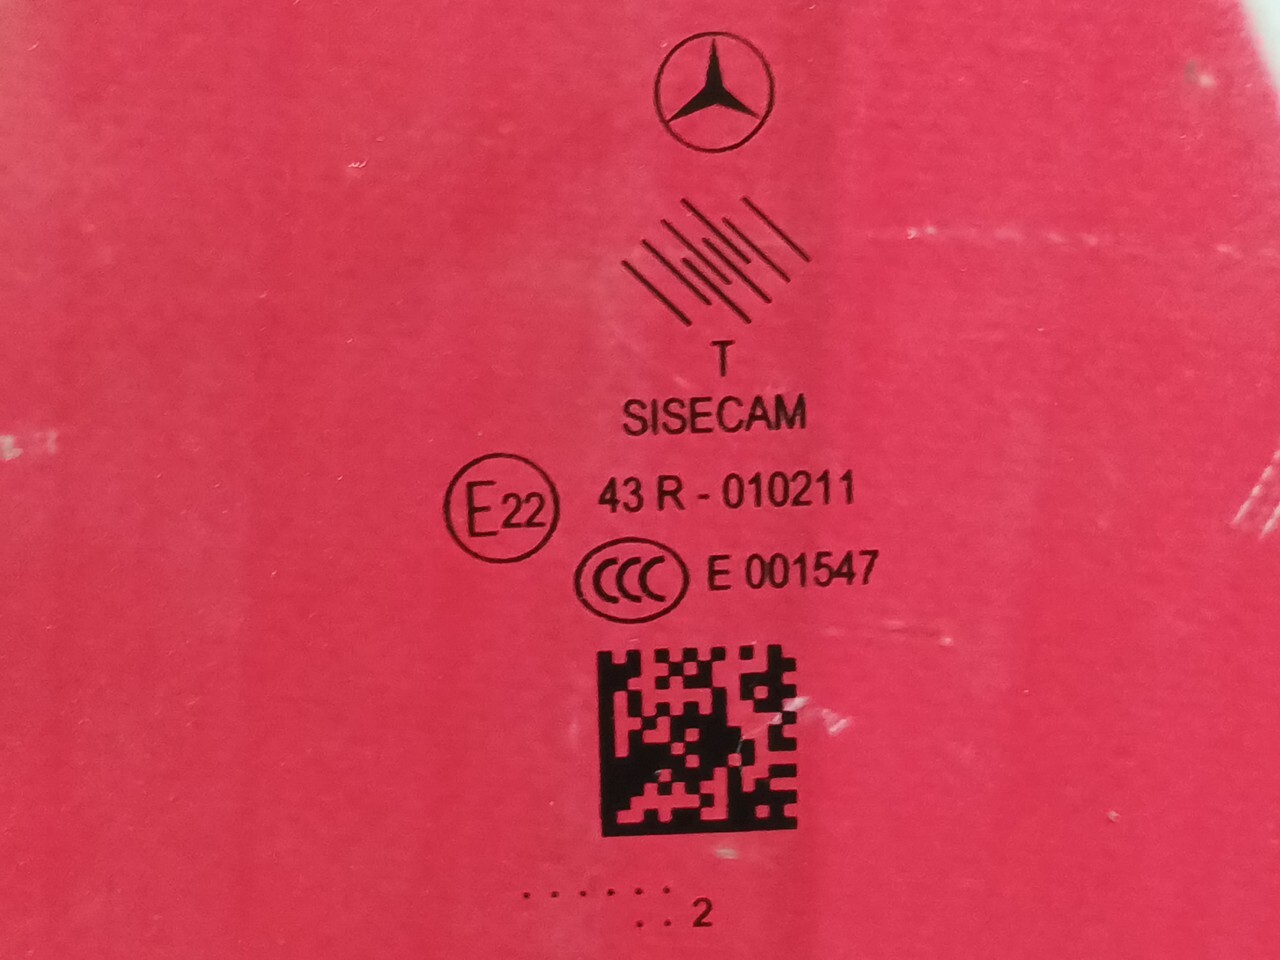 T
SISECAM
E22 43 R - 010211
CCC E 001547
. . . . . .
. . 2